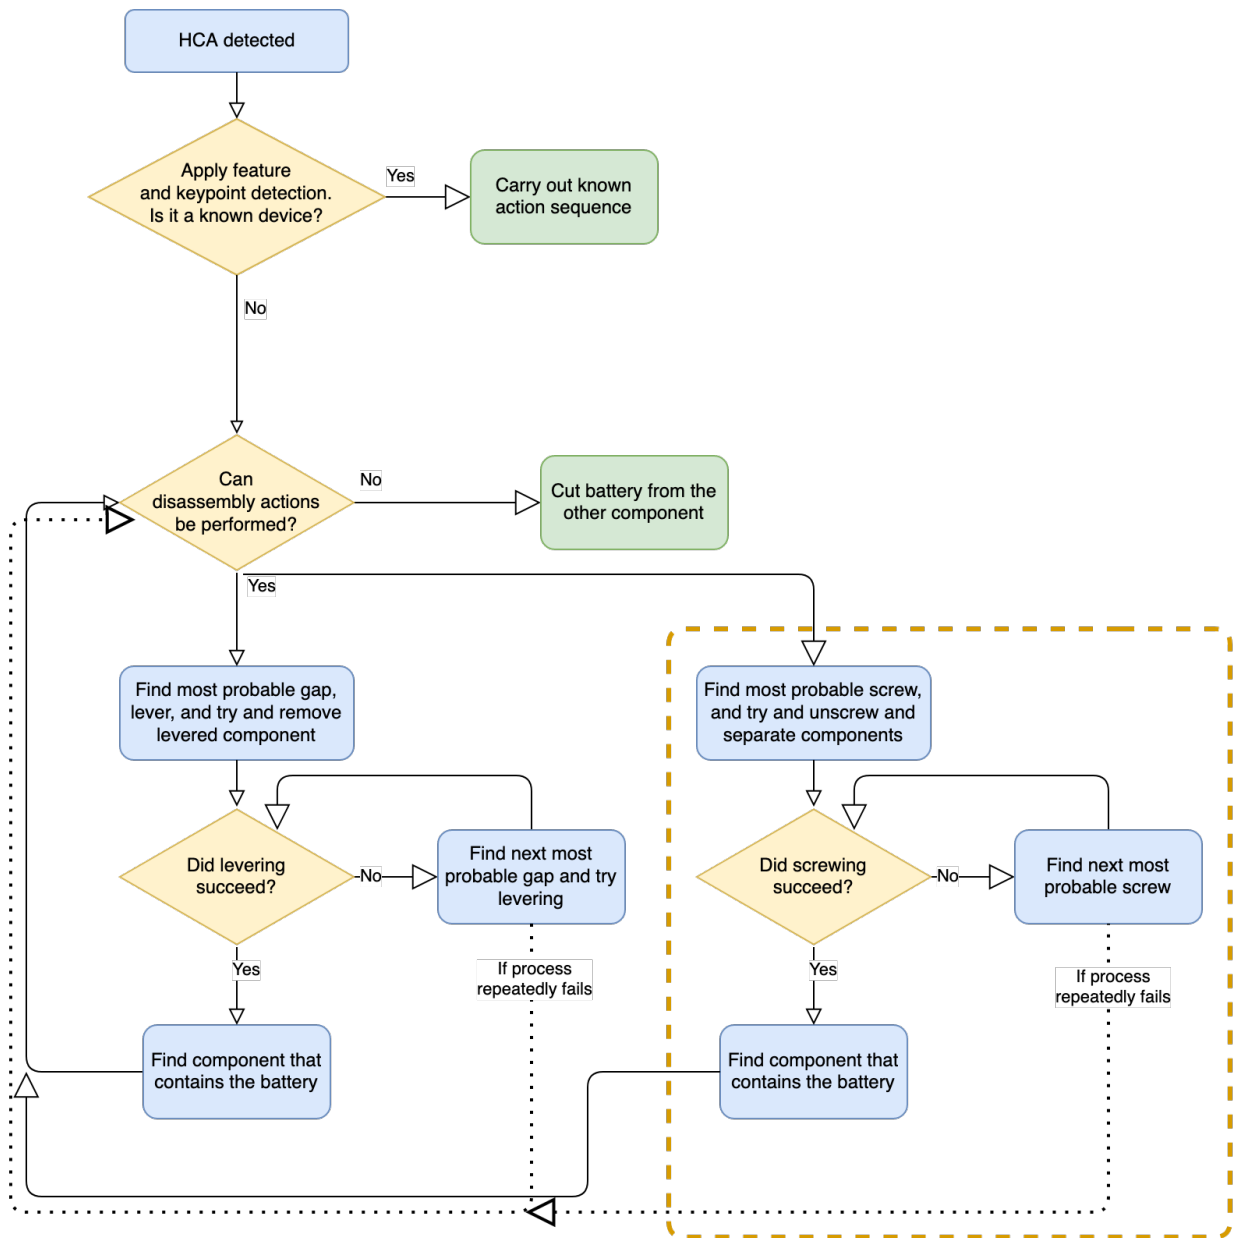 HCA detected
Apply feature
and keypoint detection.
Is it a known device?
Yes
Carry out known
action sequence
No
Can
disassembly actions
be performed?
No
Cut battery from the
other component
Yes
Find most probable gap,
lever, and try and remove
levered component
Find most probable screw,
and try and unscrew and
separate components
Did levering
succeed?
No
Find next most
probable gap and try
levering
Did screwing
succeed?
No
Find next most
probable screw
Yes
If process
repeatedly fails
Yes
If process
repeatedly fails
Find component that
contains the battery
Find component that
contains the battery